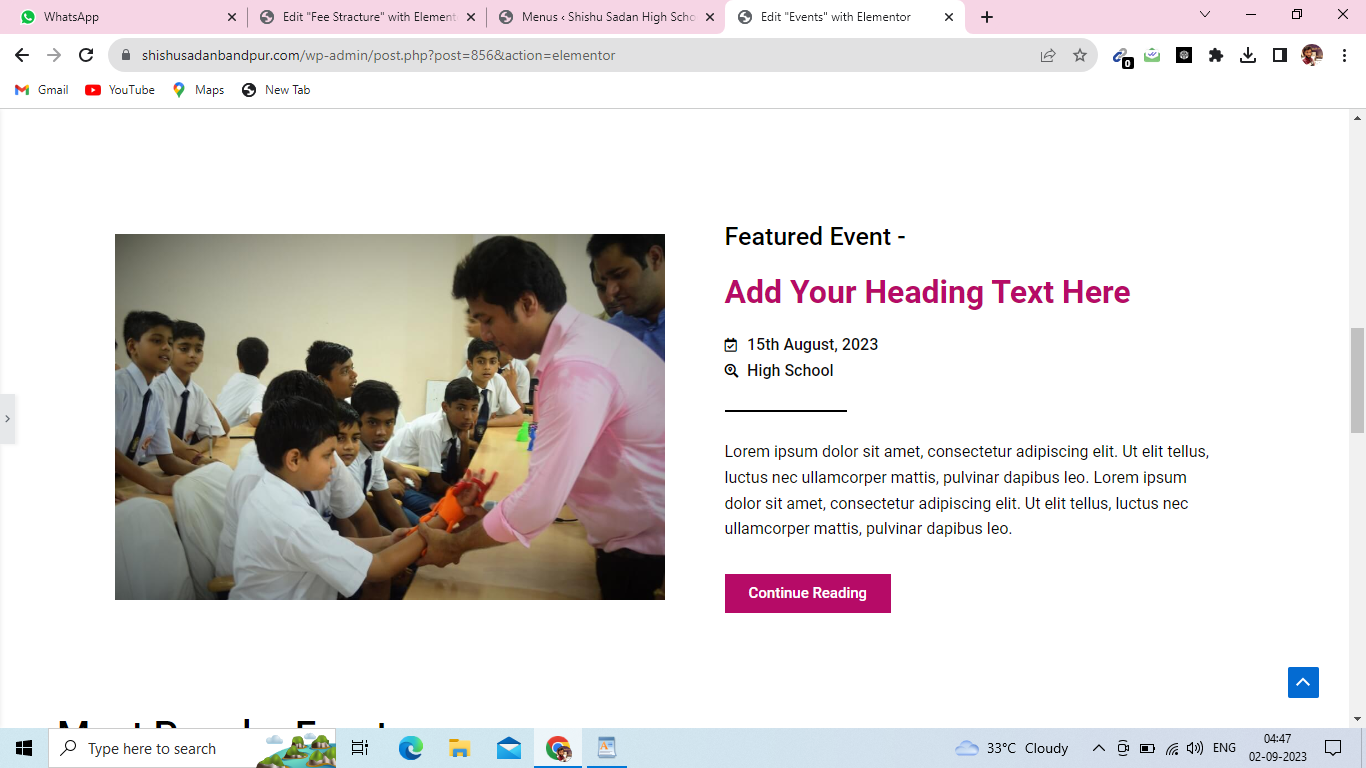 WhatsApp
Edit "Fee Stracture" with Element
Menus ‹ Shishu Sadan High Scho
Edit "Events" with Elementor
shishusadanbandpur.com/wp-admin/post.php?post=856&action=elementor
0
Gmail
YouTube
Maps
New Tab
Featured Event -
Add Your Heading Text Here
15th August, 2023
High School
Lorem ipsum dolor sit amet, consectetur adipiscing elit. Ut elit tellus,
luctus nec ullamcorper mattis, pulvinar dapibus leo. Lorem ipsum
dolor sit amet, consectetur adipiscing elit. Ut elit tellus, luctus nec
ullamcorper mattis, pulvinar dapibus leo.
Continue Reading
Type here to search
33°C Cloudy
ENG
04:47
02-09-2023